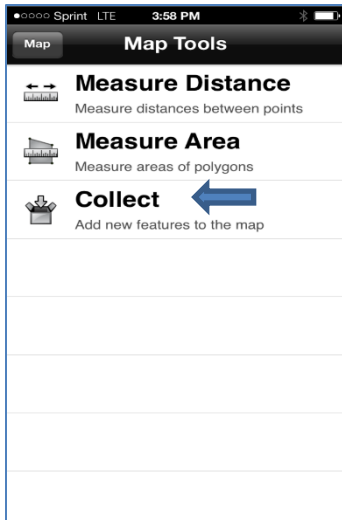 Sprint LTE 3:58 PM
Map Map Tools
Measure Distance
Measure distances between points
Measure Area
Measure areas of polygons
Collect
Add new features to the map